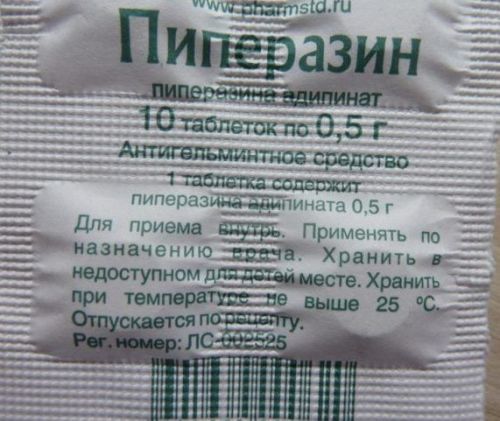 www.pharmstd.ru
Пиперазин
пиперазина адипинат
10 таблеток по 0,5 г
Антигельминтное средство
1 таблетка содержит
пиперазина адипината 0,5 г
Для приема внутрь. Применять по
назначению врача. Хранить в
недоступном для детей месте. Хранить
при температуре не выше 25 ºС.
Отпускается по рецепту.
Рег. номер: ЛС-002525